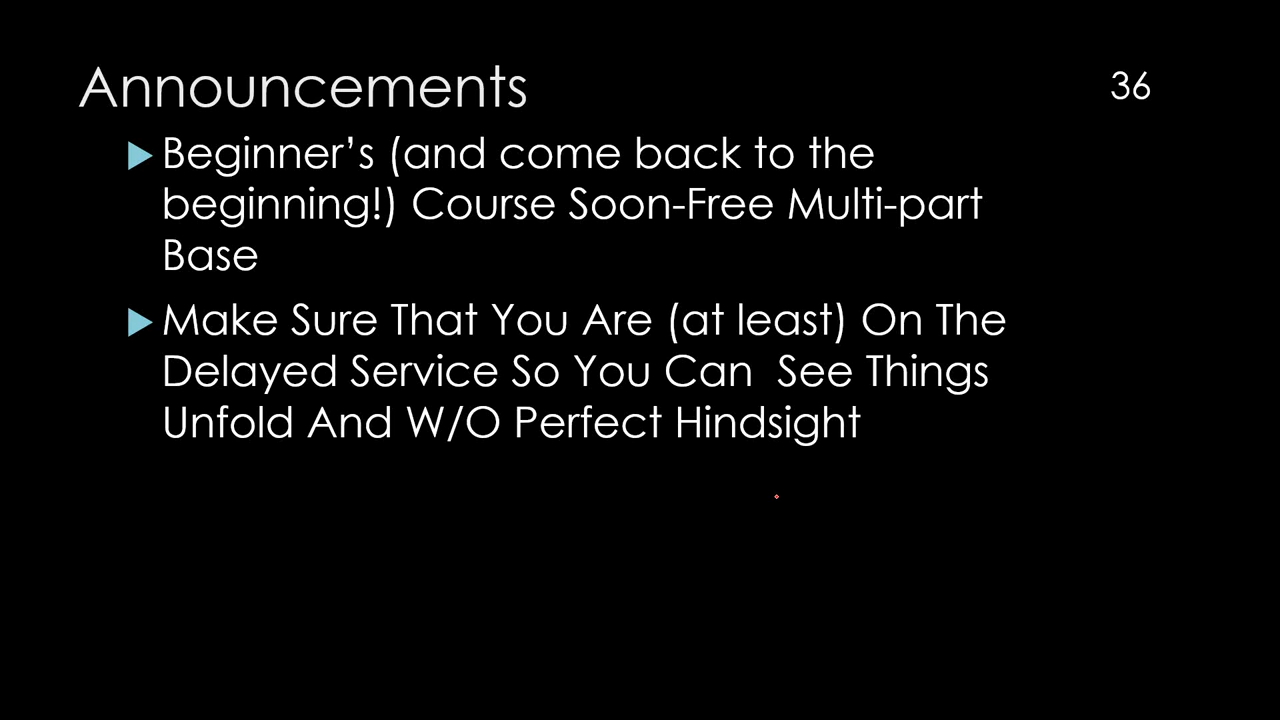 Announcements
36
Beginner’s (and come back to the
beginning!) Course Soon-Free Multi-part
Base
Make Sure That You Are (at least) On The
Delayed Service So You Can  See Things
Unfold And W/O Perfect Hindsight